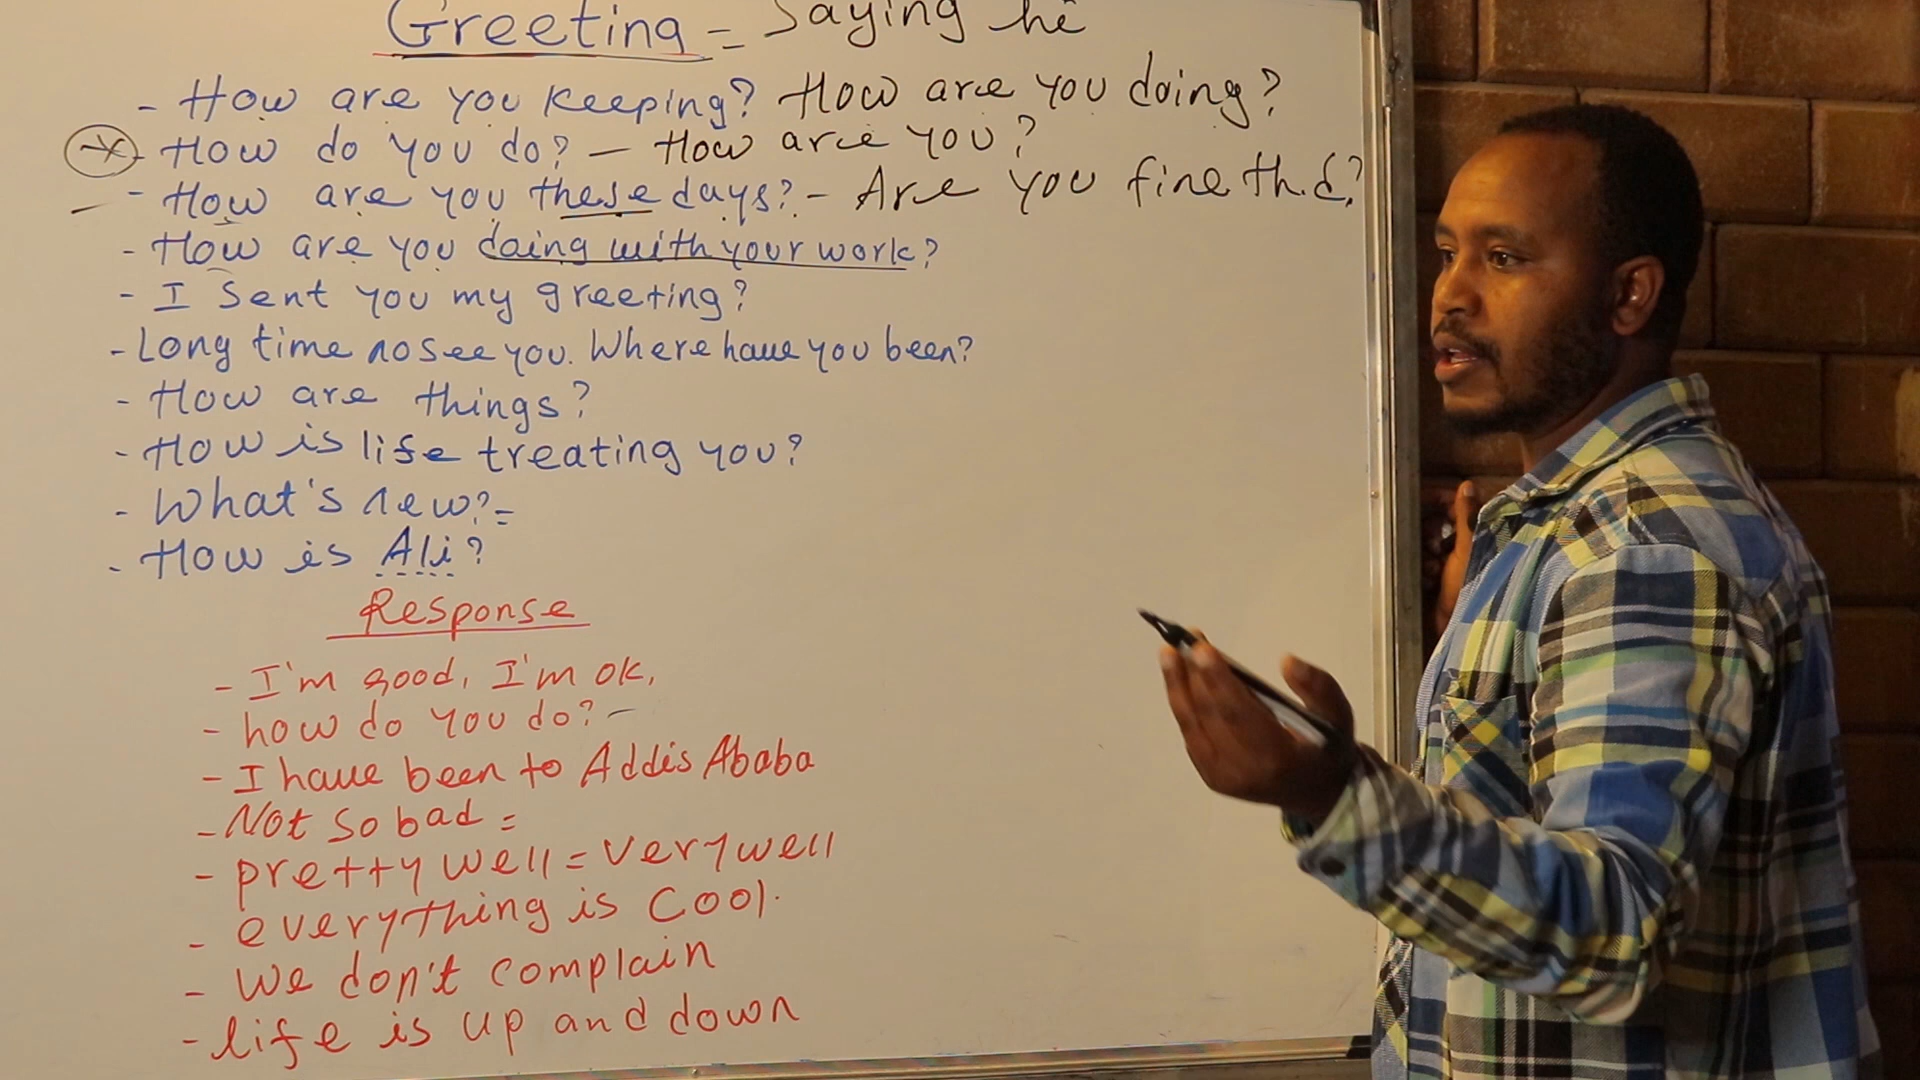 Greeting = Saying hi
- How are you keeping? How are you doing?
- How do you do? - How are you?
- How are you these days? - Are you fine th.d?
- How are you doing with your work?
- I sent you my greeting?
- Long time no see you. Where have you been?
- How are things?
- How is life treating you?
- What's new? =
- How is Ali?
Response
- I'm good, I'm ok,
- how do you do? -
- I have been to Addis Ababa
- Not so bad =
- pretty well = very well
- everything is cool.
- We don't complain
- life is up and down